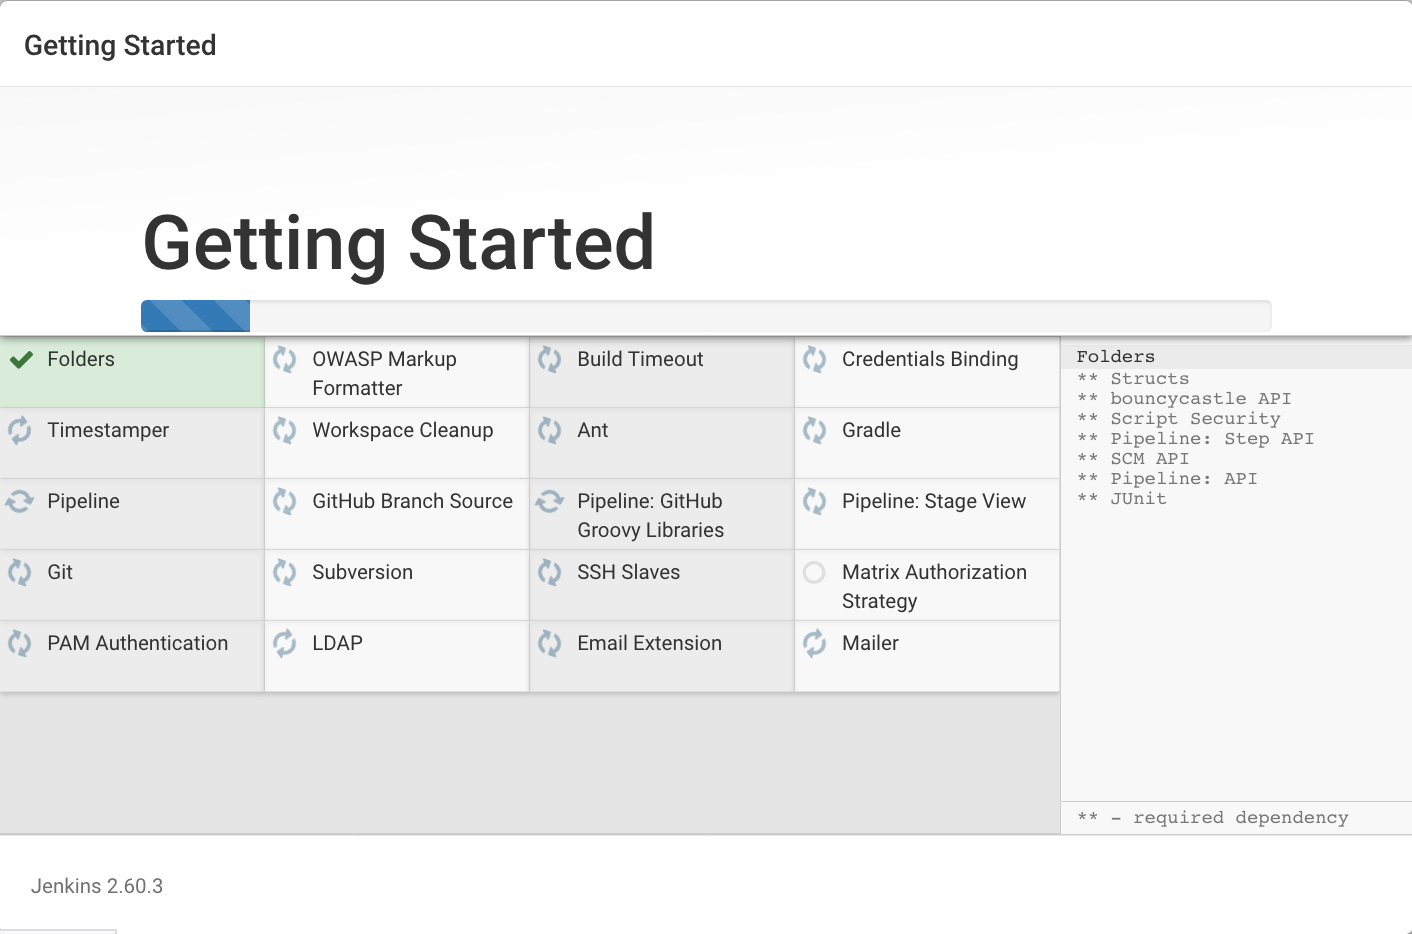 Getting Started
Getting Started
Folders
OWASP Markup
Formatter
Build Timeout
Credentials Binding
Timestamper
Workspace Cleanup
Ant
Gradle
Pipeline
GitHub Branch Source
Pipeline: GitHub
Groovy Libraries
Pipeline: Stage View
Git
Subversion
SSH Slaves
Matrix Authorization
Strategy
PAM Authentication
LDAP
Email Extension
Mailer
Folders
** Structs
** bouncycastle API
** Script Security
** Pipeline: Step API
** SCM API
** Pipeline: API
** JUnit
** - required dependency
Jenkins 2.60.3